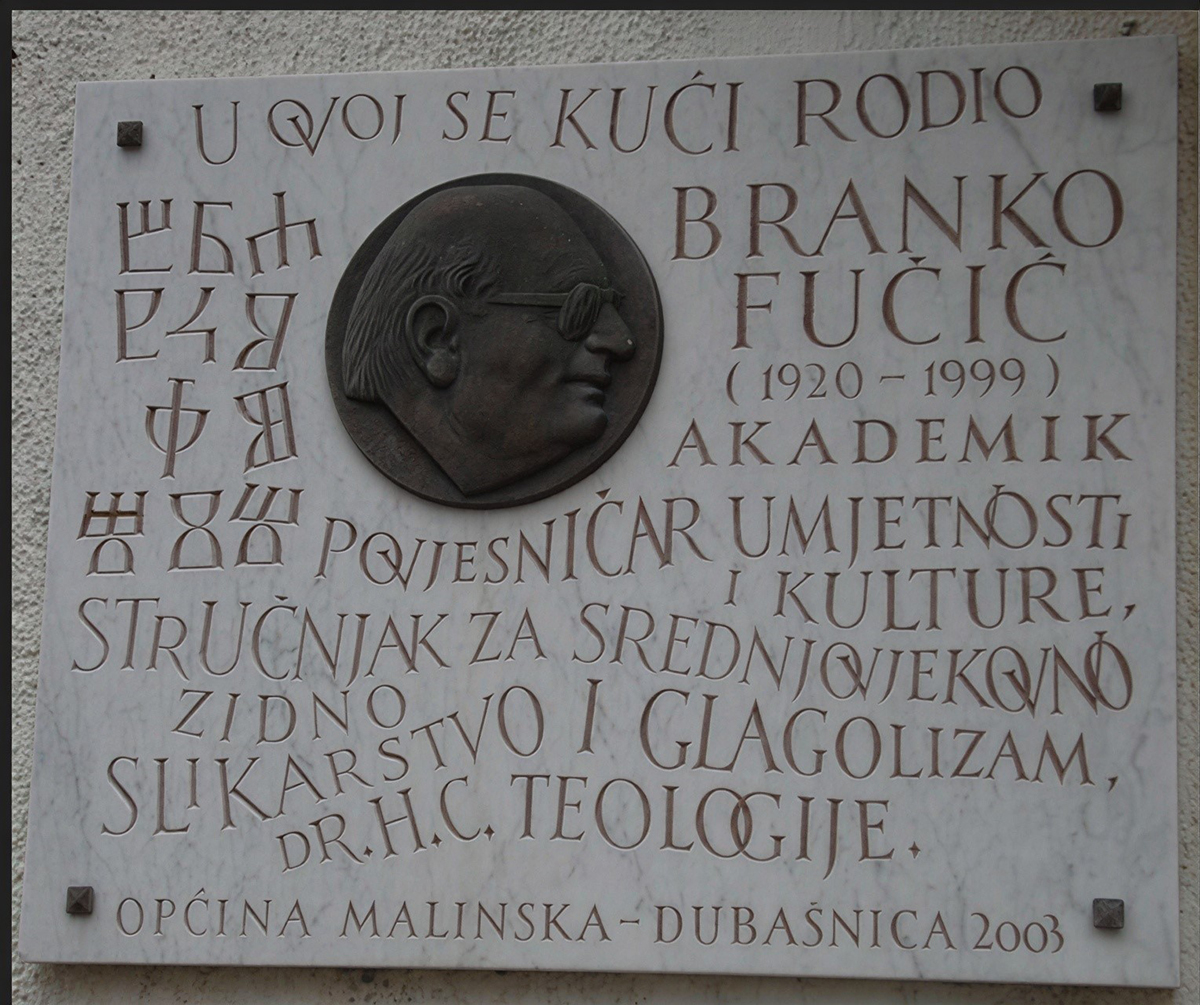 U OVOJ SE KUĆI RODIO
BRANKO
FUČIĆ
(1920 – 1999)
AKADEMIK
POVJESNIČAR UMJETNOSTI
I KULTURE,
STRUČNJAK ZA SREDNJOVJEKOVNO
ZIDNO
SLIKARSTVO I GLAGOLIZAM,
DR.H.C. TEOLOGIJE.
OPĆINA MALINSKA–DUBAŠNICA 2003